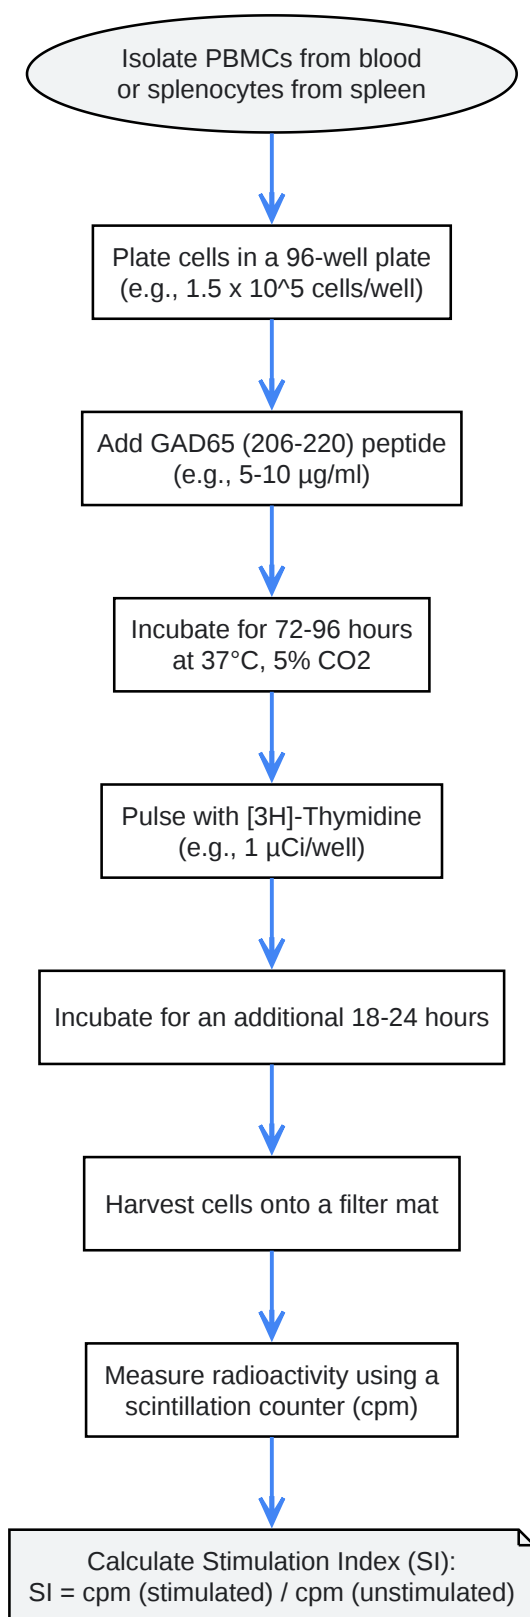 Isolate PBMCs from blood
or splenocytes from spleen
Plate cells in a 96-well plate
(e.g., 1.5 x 10^5 cells/well)
Add GAD65 (206-220) peptide
(e.g., 5-10 µg/ml)
Incubate for 72-96 hours
at 37°C, 5% CO2
Pulse with [3H]-Thymidine
(e.g., 1 µCi/well)
Incubate for an additional 18-24 hours
Harvest cells onto a filter mat
Measure radioactivity using a
scintillation counter (cpm)
Calculate Stimulation Index (SI):
SI = cpm (stimulated) / cpm (unstimulated)